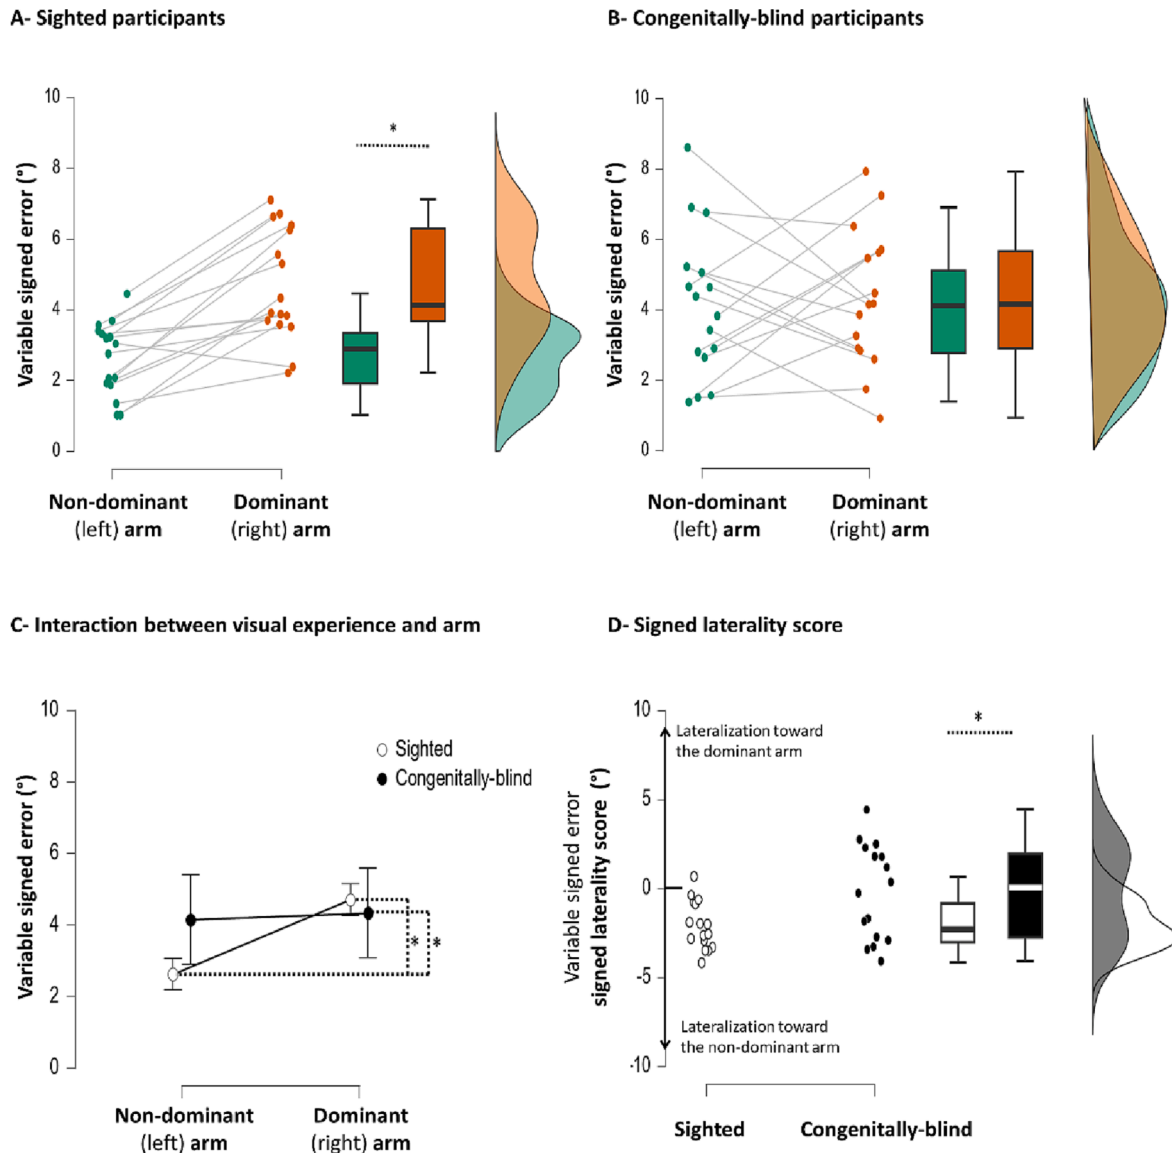 A- Sighted participants
B- Congenitally-blind participants
Variable signed error (°)
10
8
6
4
2
0
*
Non-dominant
(left) arm
Dominant
(right) arm
Variable signed error (°)
10
8
6
4
2
0
Non-dominant
(left) arm
Dominant
(right) arm
C- Interaction between visual experience and arm
D- Signed laterality score
Variable signed error (°)
10
8
6
4
2
0
Sighted
Congenitally-blind
* *
Non-dominant
(left) arm
Dominant
(right) arm
Variable signed error
signed laterality score (°)
10
5
0
-5
-10
Lateralization toward
the dominant arm
*
Lateralization toward
the non-dominant arm
Sighted
Congenitally-blind